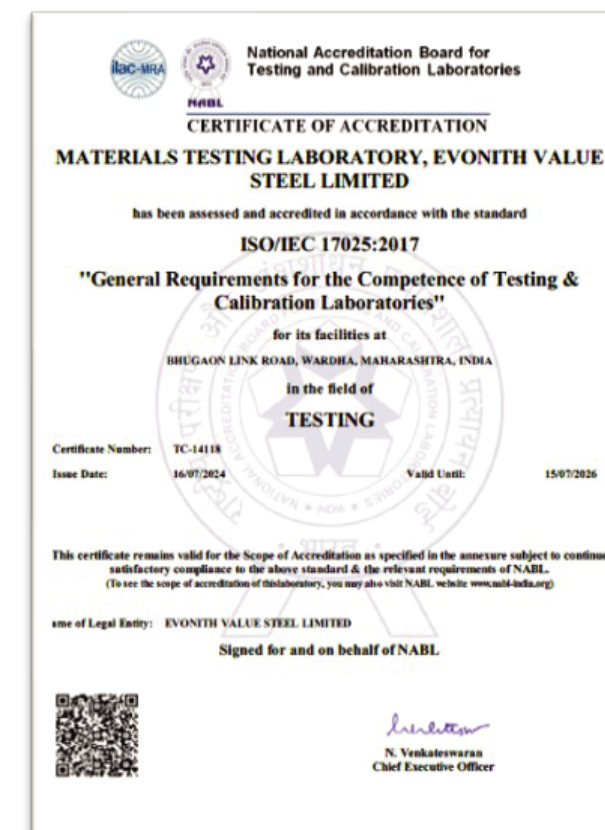 ilac-MRA
NABL
National Accreditation Board for
Testing and Calibration Laboratories
CERTIFICATE OF ACCREDITATION
MATERIALS TESTING LABORATORY, EVONITH VALUE
STEEL LIMITED
has been assessed and accredited in accordance with the standard
ISO/IEC 17025:2017
"General Requirements for the Competence of Testing &
Calibration Laboratories"
for its facilities at
BHUGAON LINK ROAD, WARDHA, MAHARASHTRA, INDIA
in the field of
TESTING
Certificate Number: TC-14118
Issue Date: 16/07/2024 Valid Until: 15/07/2026
This certificate remains valid for the Scope of Accreditation as specified in the annexure subject to continue
satisfactory compliance to the above standard & the relevant requirements of NABL.
(To see the scope of accreditation of thislaboratory, you may also visit NABL website www.nabl-india.org)
ame of Legal Entity: EVONITH VALUE STEEL LIMITED
Signed for and on behalf of NABL
N. Venkateswaran
Chief Executive Officer